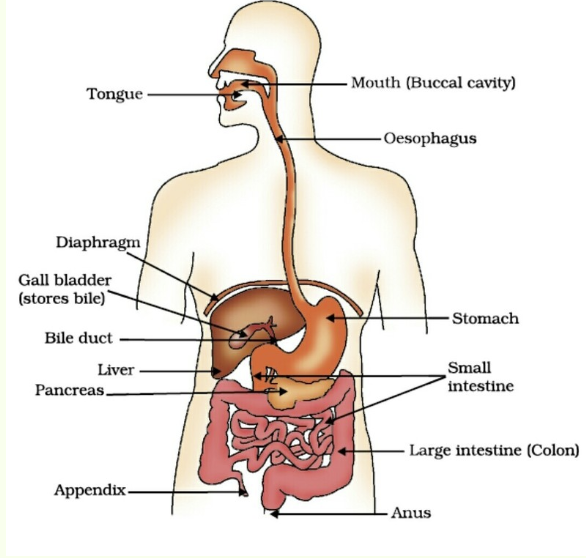 Mouth (Buccal cavity)
Tongue
Oesophagus
Diaphragm
Gall bladder
(stores bile)
Stomach
Bile duct
Liver
Small
intestine
Pancreas
Large intestine (Colon)
Appendix
Anus